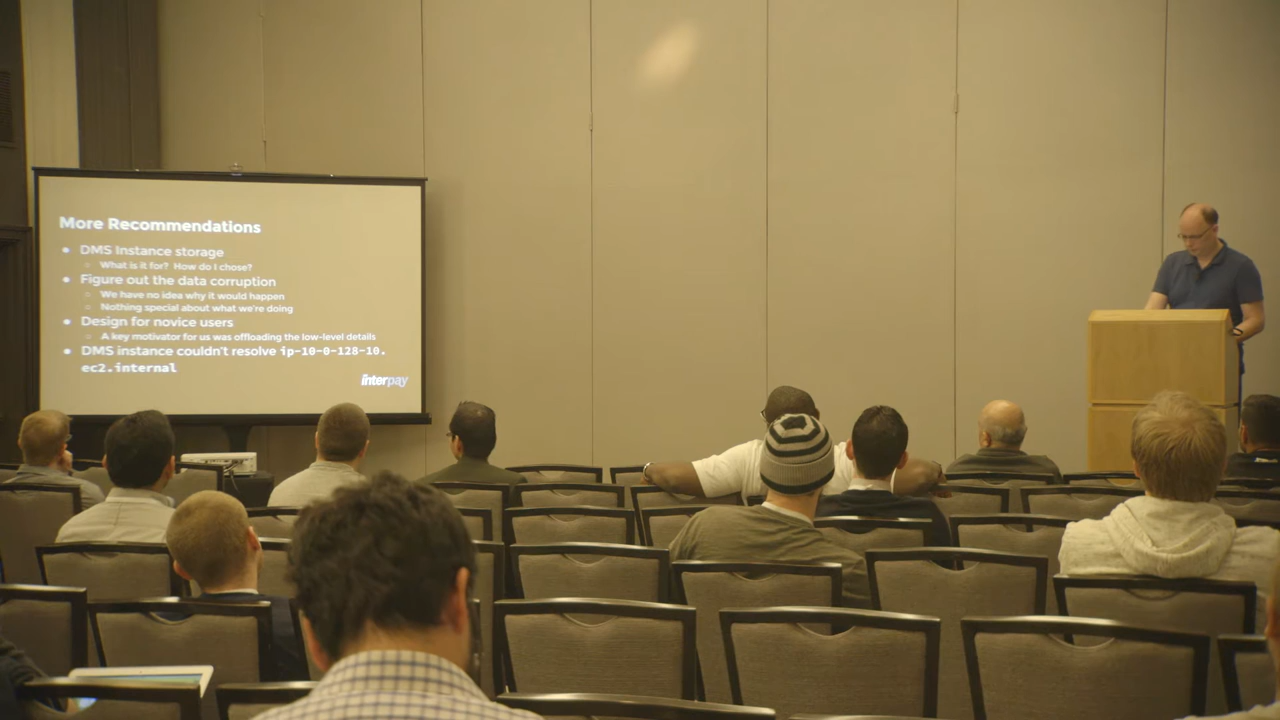 More Recommendations
● DMS Instance storage
○ What is it for? How do I chose?
● Figure out the data corruption
○ We have no idea why it would happen
○ Nothing special about what we're doing
● Design for novice users
○ A key motivator for us was offloading the low-level details
● DMS instance couldn't resolve ip-10-0-128-10.
ec2.internal
interpay